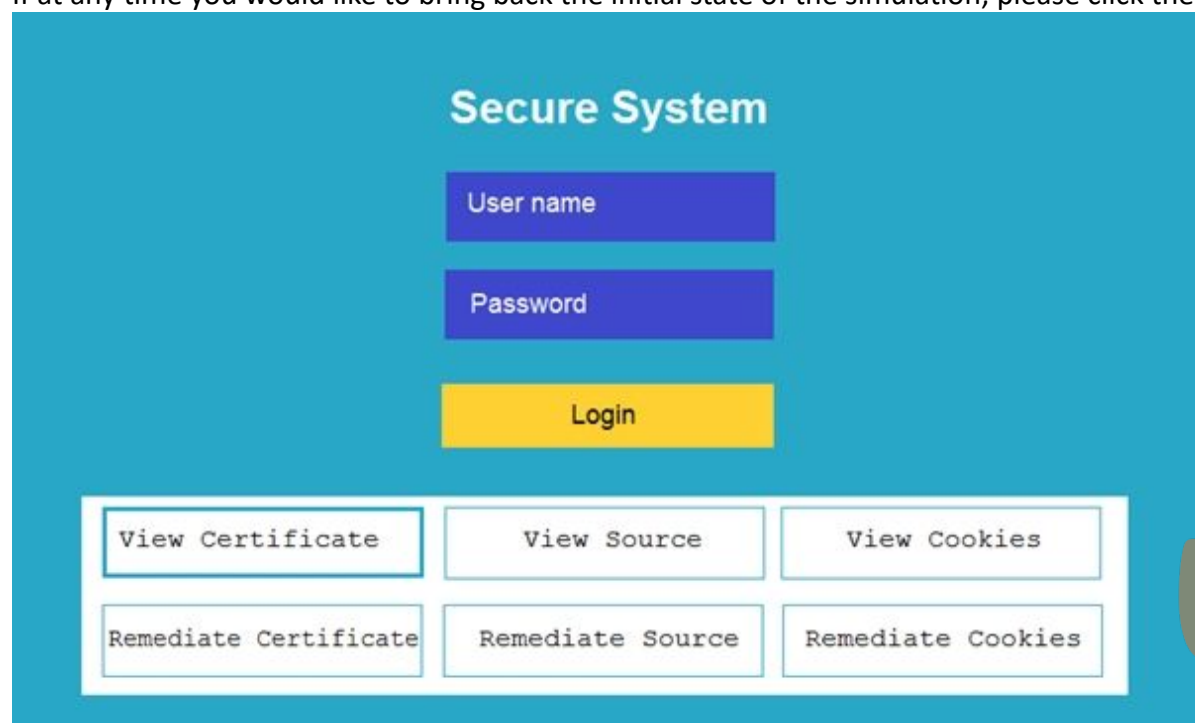 If at any time you would like to bring back the initial state of the simulation, please click the
Secure System
User name
Password
Login
View Certificate View Source View Cookies
Remediate Certificate Remediate Source Remediate Cookies